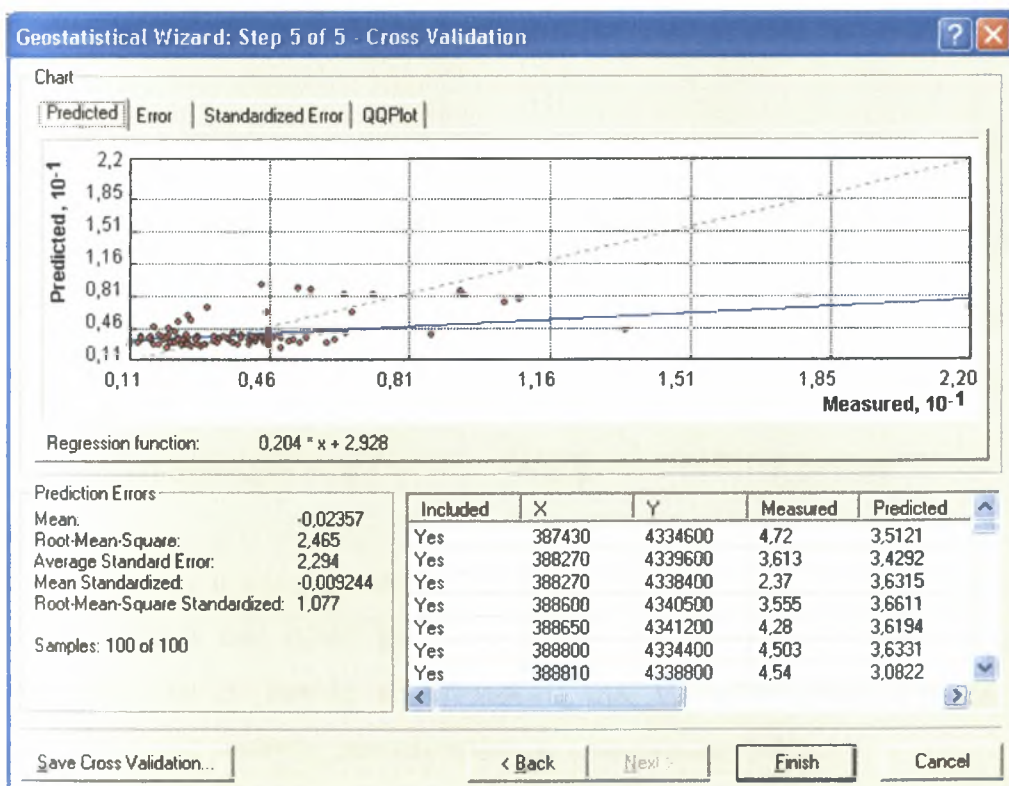 Geostatistical Wizard: Step 5 of 5 - Cross Validation
Chart
Predicted Error Standardized Error QQPlot
Predicted, 10-1
2,2
1,85
1,51
1,16
0,81
0,46
0,11
0,11 0,46 0,81 1,16 1,51 1,85 2,20
Measured, 10-1
Regression function: 0,204 * x + 2,928
Prediction Errors
Mean: -0,02357
Root-Mean-Square: 2,465
Average Standard Error: 2,294
Mean Standardized: -0,009244
Root-Mean-Square Standardized: 1,077
Samples: 100 of 100
Included X Y Measured Predicted
Yes 387430 4334600 4,72 3,5121
Yes 388270 4339600 3,613 3,4292
Yes 388270 4338400 2,37 3,6315
Yes 388600 4340500 3,555 3,6611
Yes 388650 4341200 4,28 3,6194
Yes 388800 4334400 4,503 3,6331
Yes 388810 4338800 4,54 3,0822
Save Cross Validation...
< Back Next > Finish Cancel